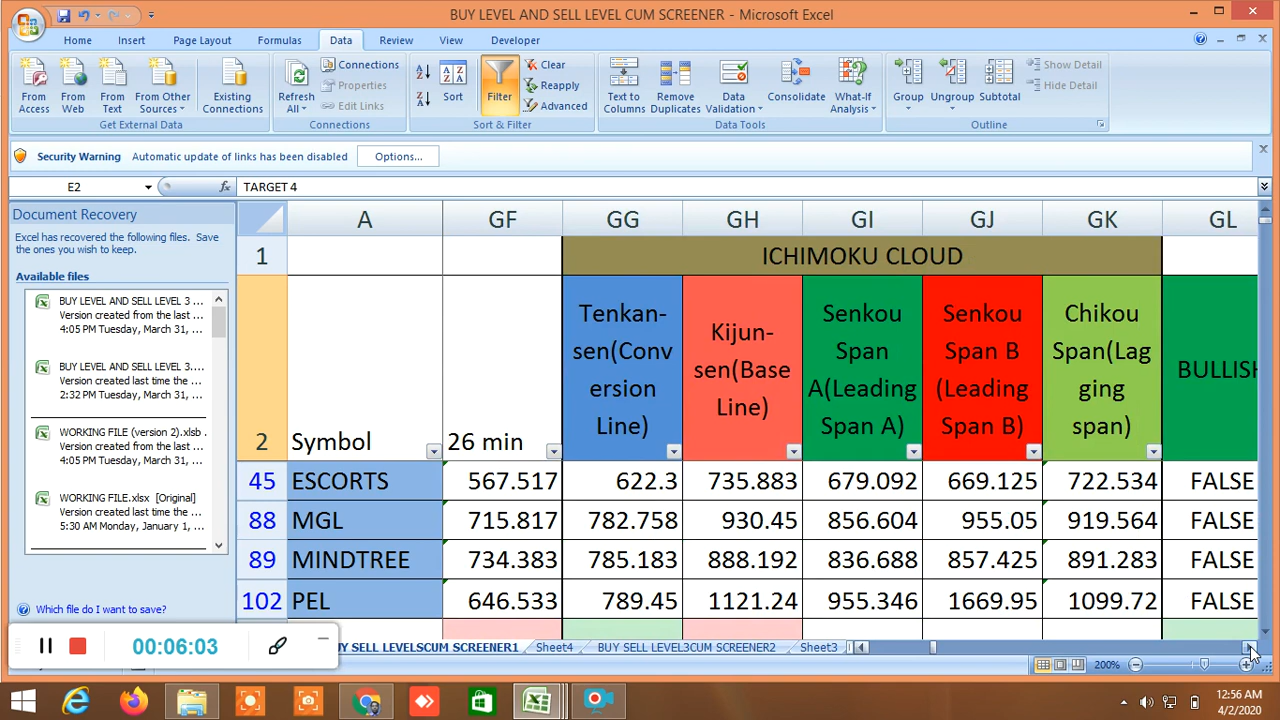 BUY LEVEL AND SELL LEVEL CUM SCREENER - Microsoft Excel
Home Insert Page Layout Formulas Data Review View Developer
From Access
From Web
From Text
From Other Sources
Existing Connections
Get External Data
Refresh All
Connections
Properties
Edit Links
Connections
Sort
Filter
Clear
Reapply
Advanced
Sort & Filter
Text to Columns
Remove Duplicates
Data Validation
Consolidate
What-If Analysis
Data Tools
Group
Ungroup
Subtotal
Show Detail
Hide Detail
Outline
Security Warning Automatic update of links has been disabled Options...
E2 fx TARGET 4
Document Recovery
Excel has recovered the following files. Save
the ones you wish to keep.
Available files
BUY LEVEL AND SELL LEVEL 3 ...
Version created from the last ...
4:05 PM Tuesday, March 31, ...
BUY LEVEL AND SELL LEVEL 3....
Version created last time the ...
2:32 PM Tuesday, March 31, ...
WORKING FILE (version 2).xlsb .
Version created from the last ...
4:05 PM Tuesday, March 31, ...
WORKING FILE.xlsx [Original]
Version created last time the ...
5:30 AM Monday, January 1, ...
Which file do I want to save?
A GF GG GH GI GJ GK GL
1 ICHIMOKU CLOUD
2 Symbol
26 min
Tenkan-
sen(Conv
ersion
Line)
Kijun-
sen(Base
Line)
Senkou
Span
A(Leading
Span A)
Senkou
Span B
(Leading
Span B)
Chikou
Span(Lag
ging
span)
BULLISH
45 ESCORTS 567.517 622.3 735.883 679.092 669.125 722.534 FALSE
88 MGL 715.817 782.758 930.45 856.604 955.05 919.564 FALSE
89 MINDTREE 734.383 785.183 888.192 836.688 857.425 891.283 FALSE
102 PEL 646.533 789.45 1121.24 955.346 1669.95 1099.72 FALSE
00:06:03
BUY SELL LEVELSCUM SCREENER1 Sheet4 BUY SELL LEVEL3CUM SCREENER2 Sheet3
200%
12:56 AM
4/2/2020